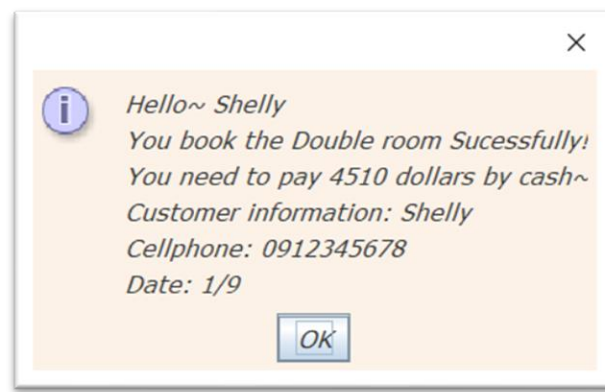 Hello~ Shelly
You book the Double room Sucessfully!
You need to pay 4510 dollars by cash~
Customer information: Shelly
Cellphone: 0912345678
Date: 1/9
OK